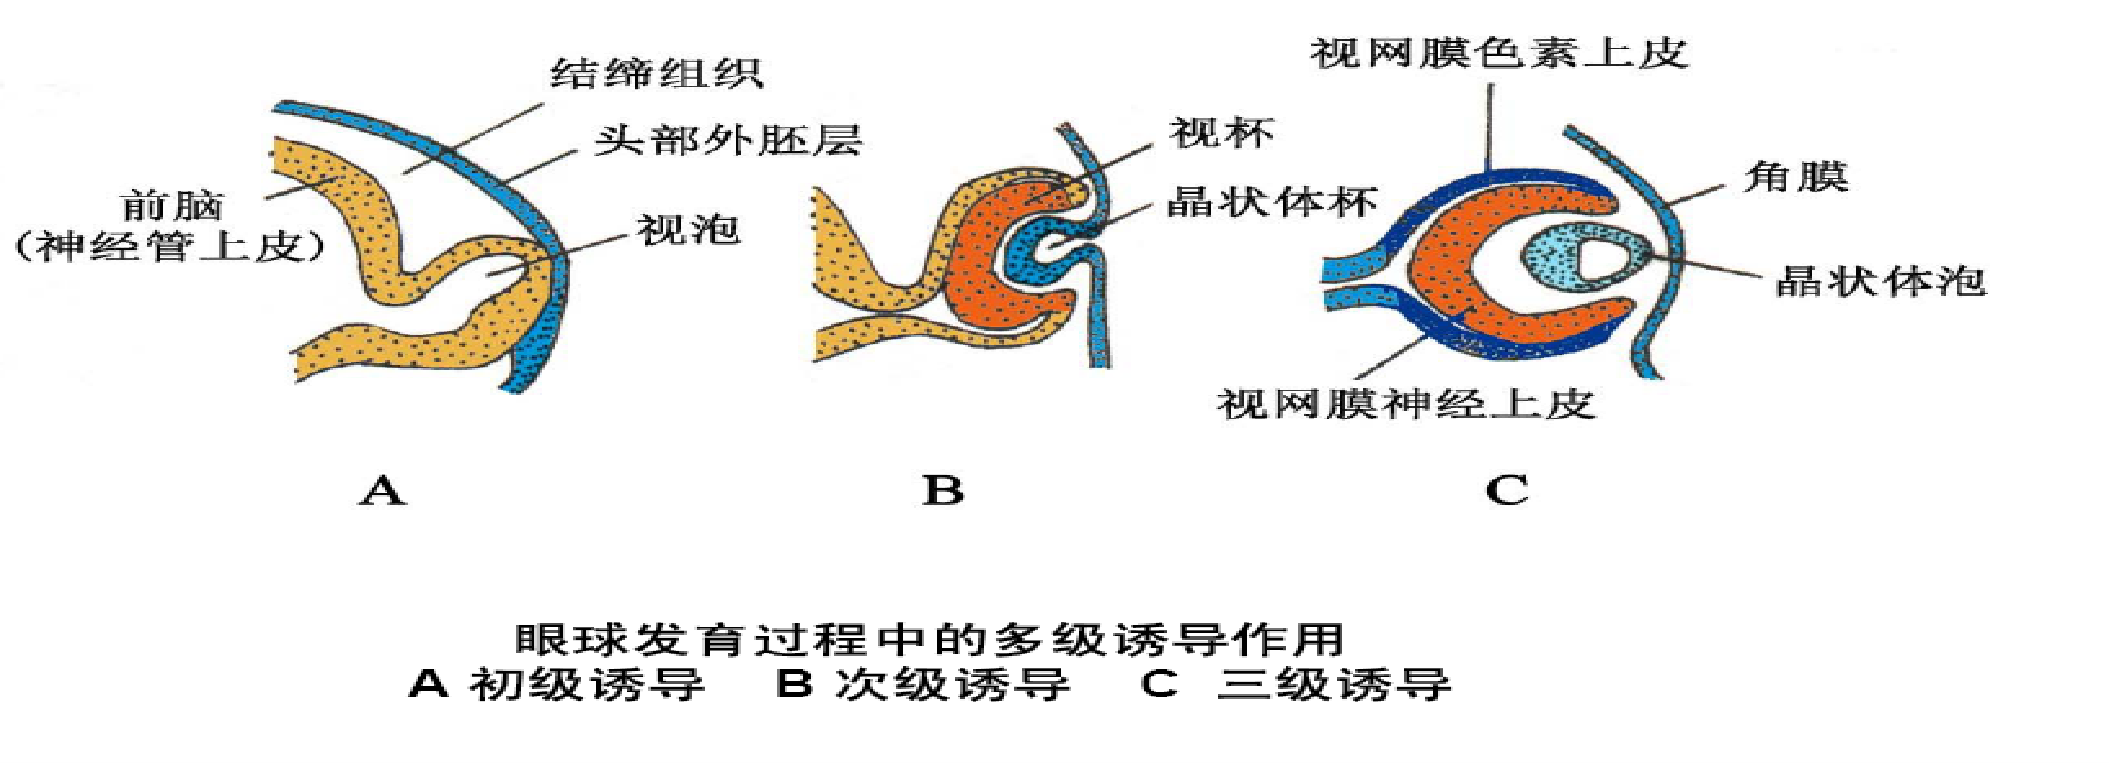 结缔组织
头部外胚层
前脑
(神经管上皮)
视泡
A
视杯
晶状体杯
B
视网膜色素上皮
角膜
晶状体泡
视网膜神经上皮
C
眼球发育过程中的多级诱导作用
A 初级诱导 B 次级诱导 C 三级诱导